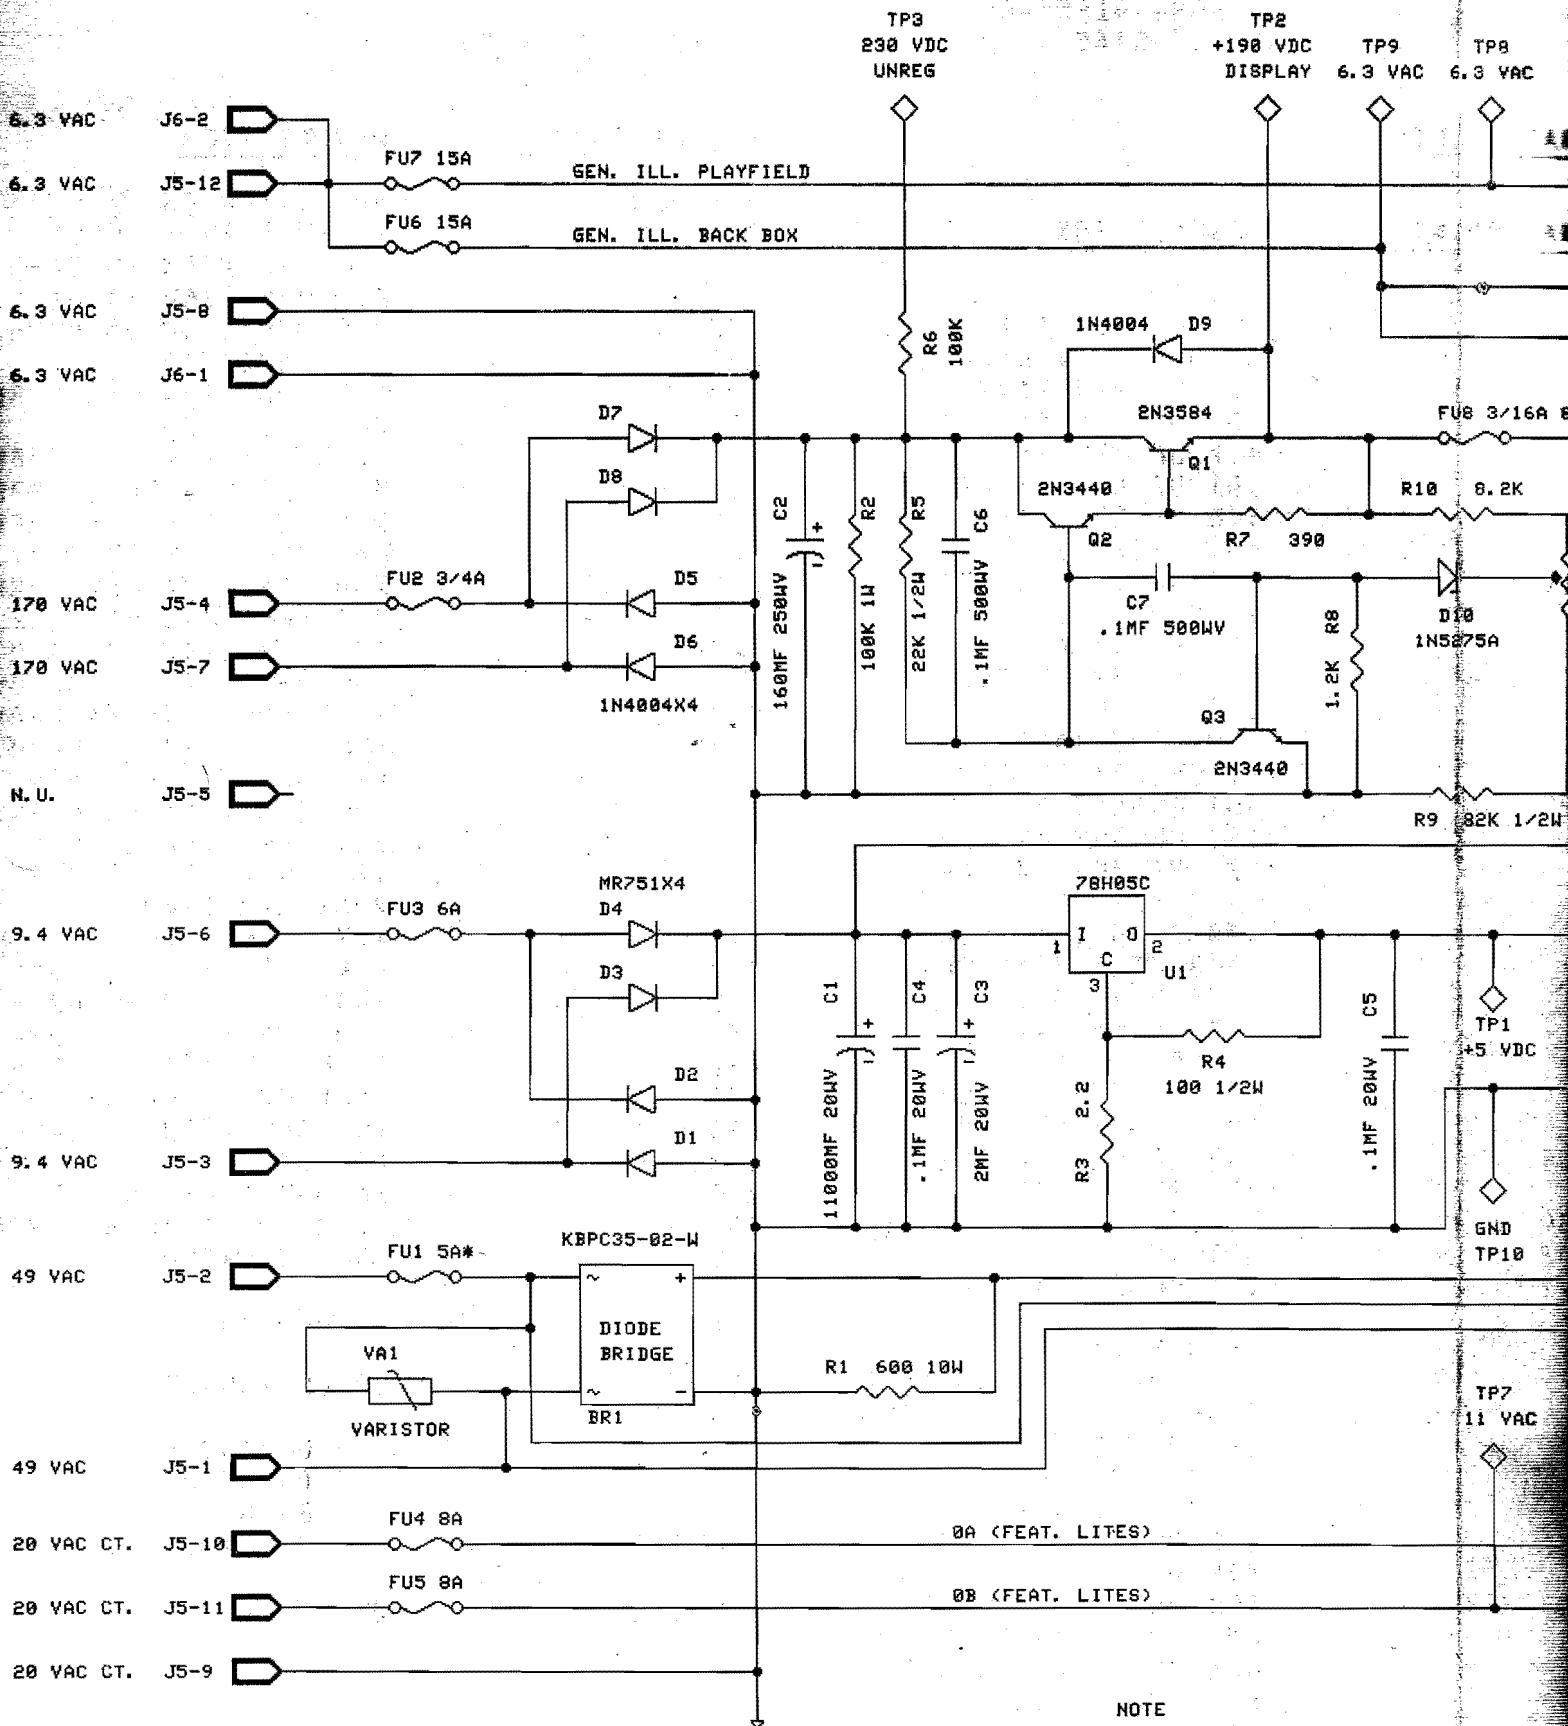 TP3
230 VDC
UNREG
TP2
+190 VDC
DISPLAY
TP9
6.3 VAC
TP8
6.3 VAC
6.3 VAC J6-2
6.3 VAC J5-12
FU7 15A
GEN. ILL. PLAYFIELD
FU6 15A
GEN. ILL. BACK BOX
6.3 VAC J5-8
6.3 VAC J6-1
R6
100K
1N4004 D9
2N3584
Q1
FU8 3/16A
D7
D8
2N3440
Q2
R7 390
R10 8.2K
C2
160MF 250WV
+
R2
100K 1W
R5
22K 1/2W
C6
.1MF 500WV
170 VAC J5-4
FU2 3/4A
D5
170 VAC J5-7
D6
1N4004X4
C7
.1MF 500WV
R8
1.2K
D10
1N5275A
Q3
2N3440
N.U. J5-5
R9 82K 1/2W
MR751X4
9.4 VAC J5-6
FU3 6A
D4
D3
78H05C
1 I O 2
C
3
U1
C1
11000MF 20WV
+
C4
.1MF 20WV
C3
2MF 20WV
+
R4
100 1/2W
R3 2.2
C5
.1MF 20WV
TP1
+5 VDC
D2
9.4 VAC J5-3
D1
GND
TP10
KBPC35-02-W
49 VAC J5-2
FU1 5A*
~ +
DIODE
BRIDGE
~ −
BR1
VA1
VARISTOR
R1 600 10W
TP7
11 VAC
49 VAC J5-1
20 VAC CT. J5-10
FU4 8A
0A (FEAT. LITES)
20 VAC CT. J5-11
FU5 8A
0B (FEAT. LITES)
20 VAC CT. J5-9
NOTE